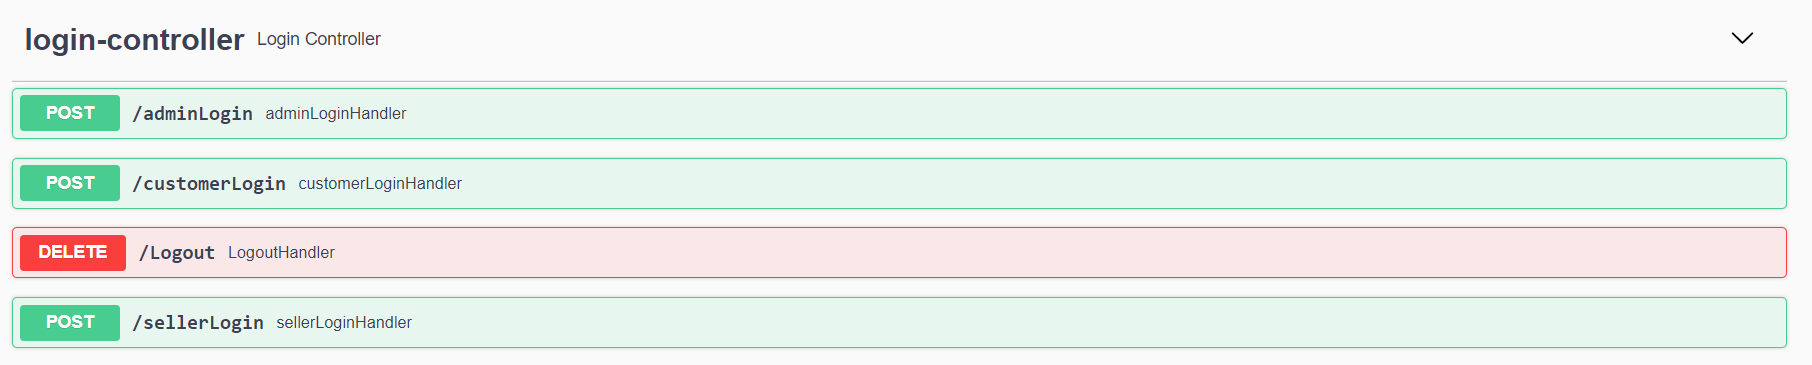 login-controller Login Controller
POST /adminLogin adminLoginHandler
POST /customerLogin customerLoginHandler
DELETE /Logout LogoutHandler
POST /sellerLogin sellerLoginHandler